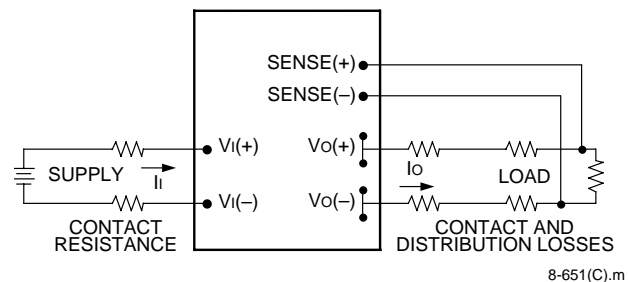 SENSE(+)
SENSE(–)
VI(+)
VO(+)
IO
SUPPLY
II
LOAD
VI(–)
VO(–)
CONTACT
RESISTANCE
CONTACT AND
DISTRIBUTION LOSSES
8-651(C).m